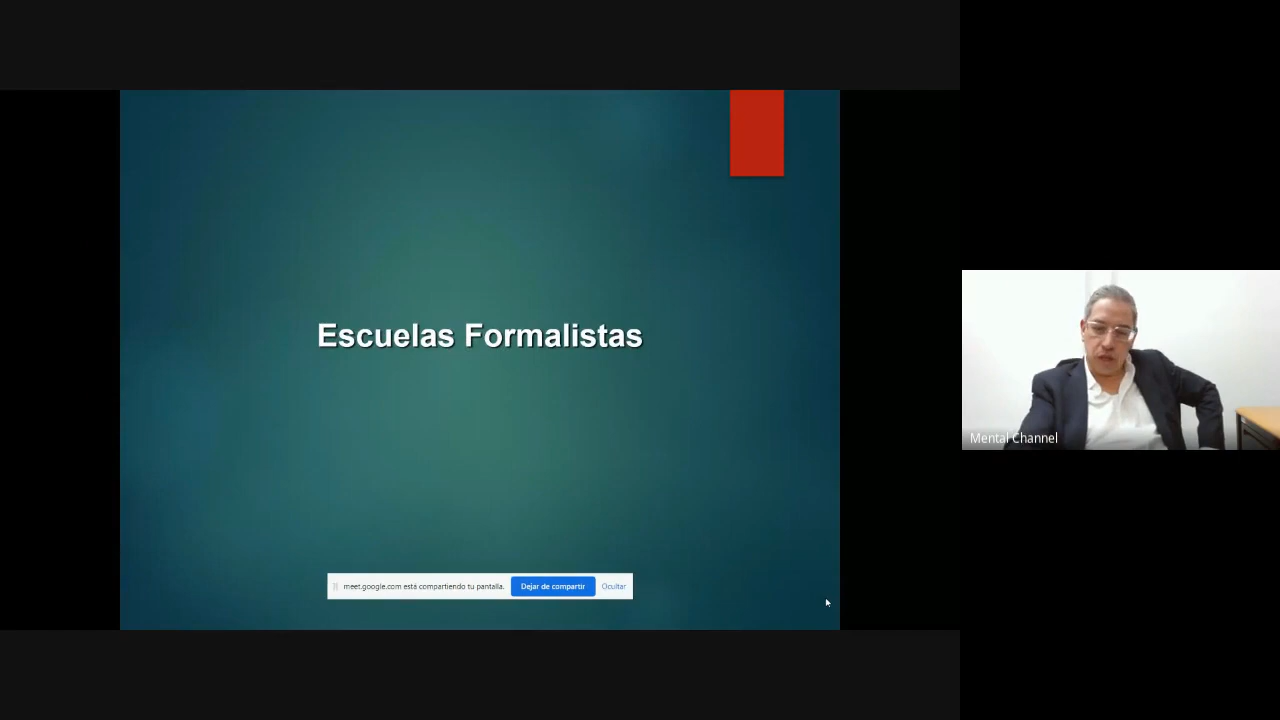 Escuelas Formalistas
meet.google.com está compartiendo tu pantalla. Dejar de compartir Ocultar
Mental Channel